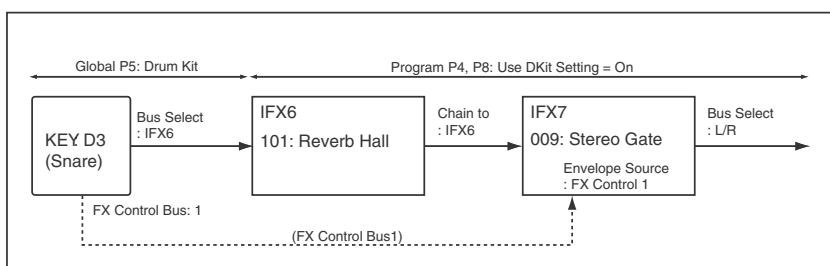 Global P5: Drum Kit
Program P4, P8: Use DKit Setting = On
KEY D3
(Snare)
Bus Select
: IFX6
IFX6
101: Reverb Hall
Chain to
: IFX6
IFX7
009: Stereo Gate
Envelope Source
: FX Control 1
Bus Select
: L/R
FX Control Bus: 1
(FX Control Bus1)